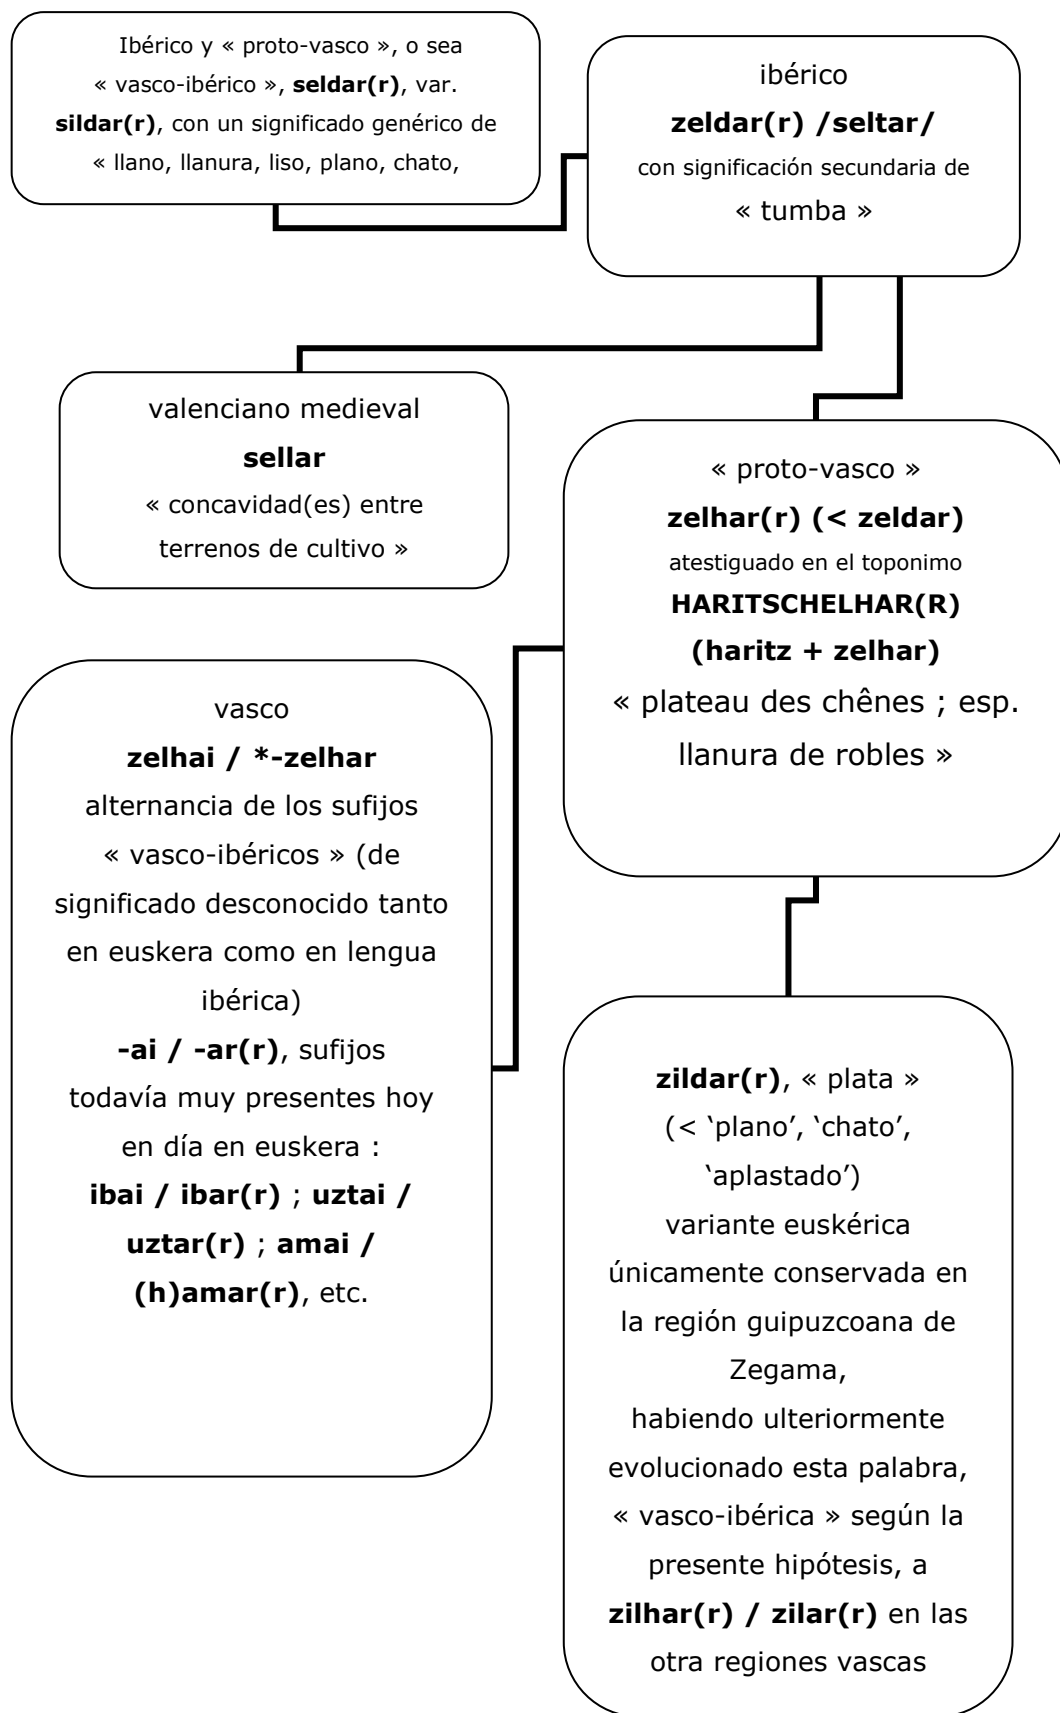 Ibérico y « proto-vasco », o sea
« vasco-ibérico », seldar(r), var.
sildar(r), con un significado genérico de
« llano, llanura, liso, plano, chato,
ibérico
zeldar(r) /seltar/
con significación secundaria de
« tumba »
valenciano medieval
sellar
« concavidad(es) entre
terrenos de cultivo »
« proto-vasco »
zelhar(r) (< zeldar)
atestiguado en el toponimo
HARITSCHELHAR(R)
(haritz + zelhar)
« plateau des chênes ; esp.
llanura de robles »
vasco
zelhai / *-zelhar
alternancia de los sufijos
« vasco-ibéricos » (de
significado desconocido tanto
en euskera como en lengua
ibérica)
-ai / -ar(r), sufijos
todavía muy presentes hoy
en día en euskera :
ibai / ibar(r) ; uztai /
uztar(r) ; amai /
(h)amar(r), etc.
zildar(r), « plata »
(< ‘plano’, ‘chato’,
‘aplastado’)
variante euskérica
únicamente conservada en
la región guipuzcoana de
Zegama,
habiendo ulteriormente
evolucionado esta palabra,
« vasco-ibérica » según la
presente hipótesis, a
zilhar(r) / zilar(r) en las
otra regiones vascas